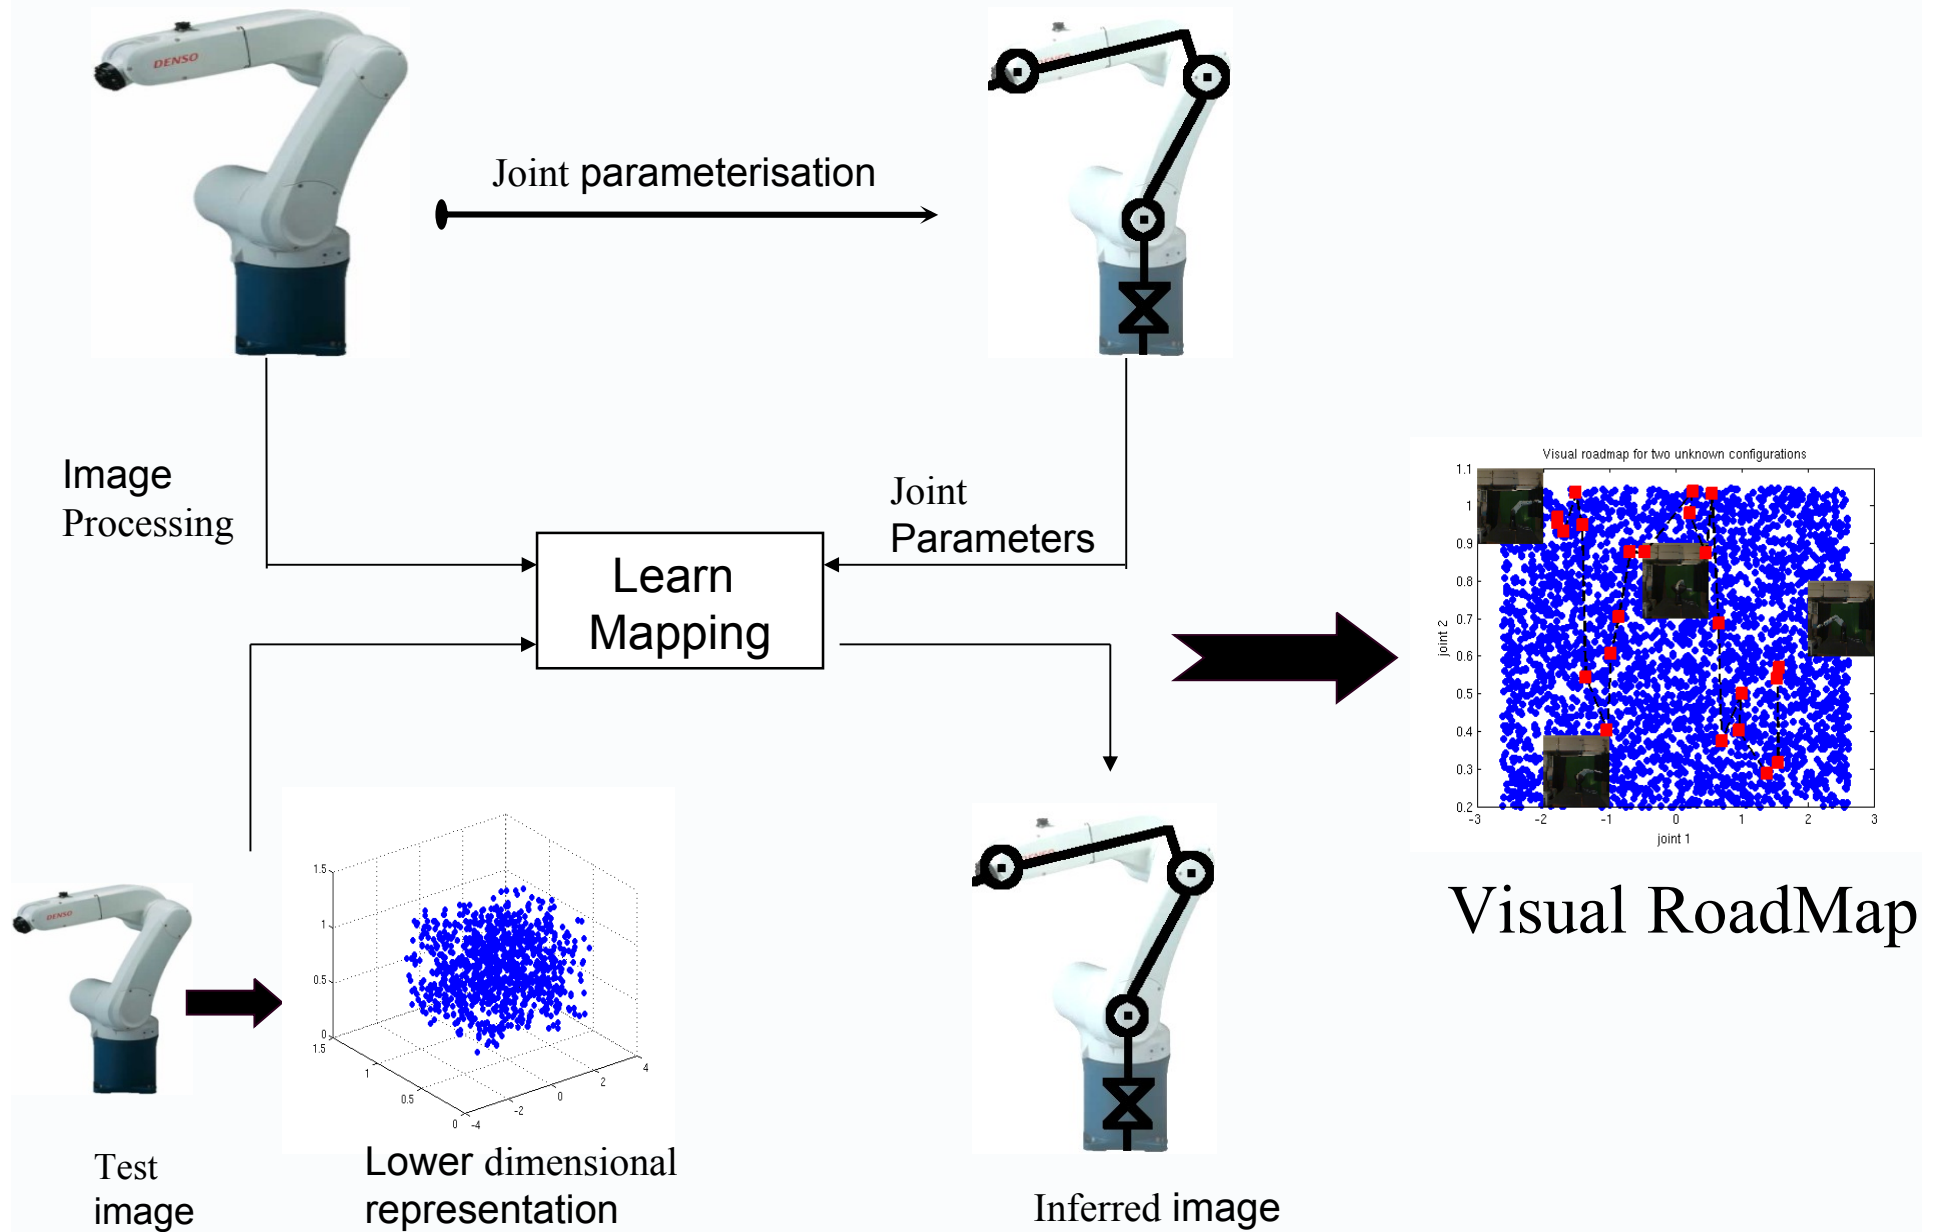 DENSO
Joint parameterisation
Image
Processing
Joint
Parameters
Learn
Mapping
Visual roadmap for two unknown configurations
1.1
1
0.9
0.8
0.7
0.6
0.5
0.4
0.3
0.2
joint 2
-3
-2
-1
0
1
2
3
joint 1
Visual RoadMap
DENSO
1.5
1
0.5
0
1.5
1
0.5
0
-4
-2
0
2
4
Test
image
Lower dimensional
representation
Inferred image